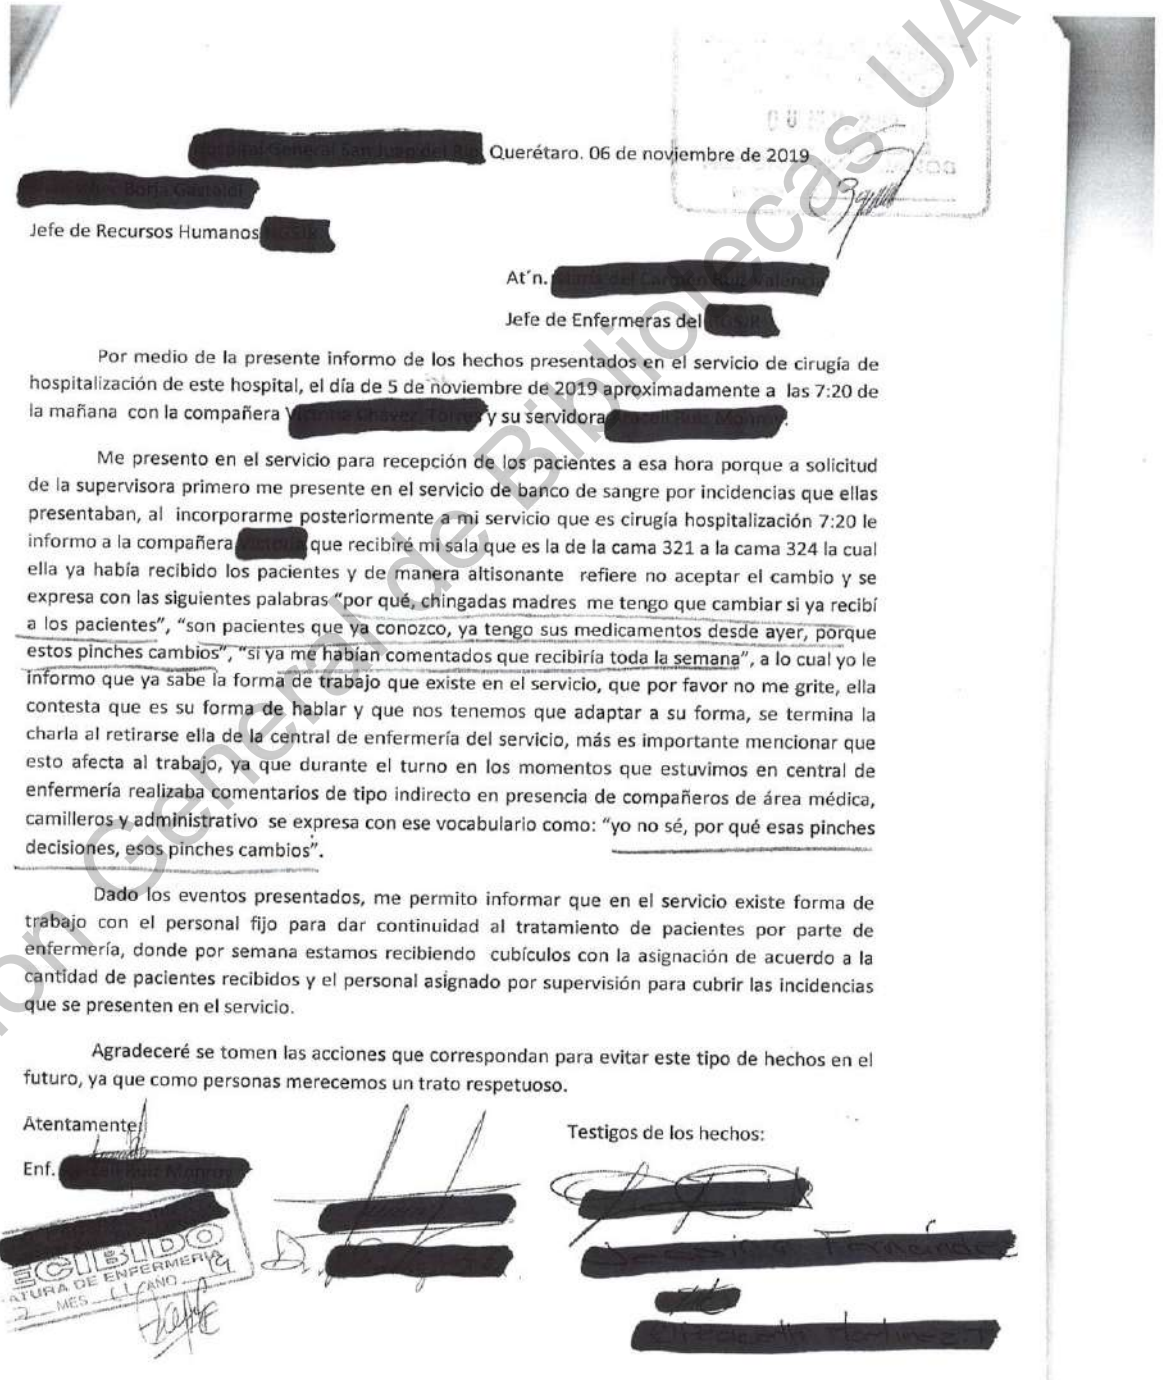 Querétaro. 06 de noviembre de 2019
Jefe de Recursos Humanos
At´n.
Jefe de Enfermeras del
Por medio de la presente informo de los hechos presentados en el servicio de cirugía de
hospitalización de este hospital, el día de 5 de noviembre de 2019 aproximadamente a las 7:20 de
la mañana con la compañera y su servidora
Me presento en el servicio para recepción de los pacientes a esa hora porque a solicitud
de la supervisora primero me presente en el servicio de banco de sangre por incidencias que ellas
presentaban, al incorporarme posteriormente a mi servicio que es cirugía hospitalización 7:20 le
informo a la compañera que recibiré mi sala que es la de la cama 321 a la cama 324 la cual
ella ya había recibido los pacientes y de manera altisonante refiere no aceptar el cambio y se
expresa con las siguientes palabras “por qué, chingadas madres me tengo que cambiar si ya recibí
a los pacientes”, “son pacientes que ya conozco, ya tengo sus medicamentos desde ayer, porque
estos pinches cambios”, “si ya me habían comentados que recibiría toda la semana”, a lo cual yo le
informo que ya sabe la forma de trabajo que existe en el servicio, que por favor no me grite, ella
contesta que es su forma de hablar y que nos tenemos que adaptar a su forma, se termina la
charla al retirarse ella de la central de enfermería del servicio, más es importante mencionar que
esto afecta al trabajo, ya que durante el turno en los momentos que estuvimos en central de
enfermería realizaba comentarios de tipo indirecto en presencia de compañeros de área médica,
camilleros y administrativo se expresa con ese vocabulario como: “yo no sé, por qué esas pinches
decisiones, esos pinches cambios”.
Dado los eventos presentados, me permito informar que en el servicio existe forma de
trabajo con el personal fijo para dar continuidad al tratamiento de pacientes por parte de
enfermería, donde por semana estamos recibiendo cubículos con la asignación de acuerdo a la
cantidad de pacientes recibidos y el personal asignado por supervisión para cubrir las incidencias
que se presenten en el servicio.
Agradeceré se tomen las acciones que correspondan para evitar este tipo de hechos en el
futuro, ya que como personas merecemos un trato respetuoso.
Atentamente
Testigos de los hechos:
Enf.
ECIBIDO
ATURA DE ENFERMERIA
2 MES 11 AÑO 19
General de Bibliotecas UA